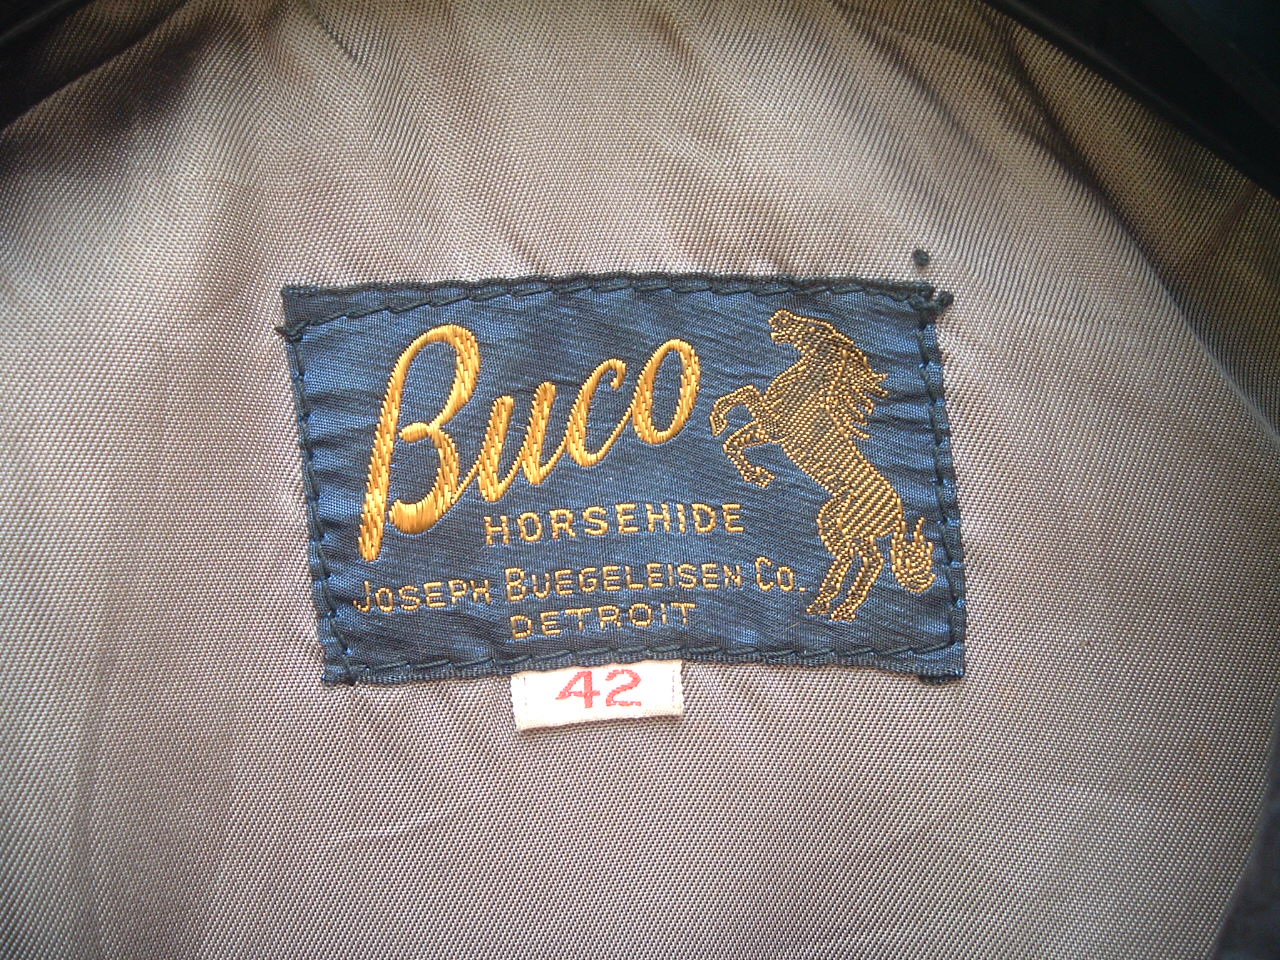 Buco
HORSEHIDE
JOSEPH BUEGELEISEN CO.
DETROIT
42